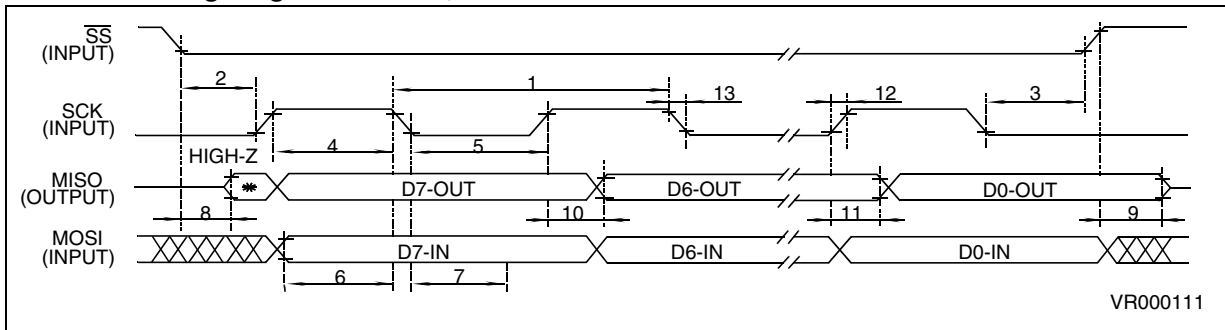 SS
(INPUT)
2
1
13
12
3
SCK
(INPUT)
4
5
HIGH-Z
MISO
(OUTPUT)
*
D7-OUT
D6-OUT
D0-OUT
8
10
11
9
MOSI
(INPUT)
D7-IN
D6-IN
D0-IN
6
7
VR000111